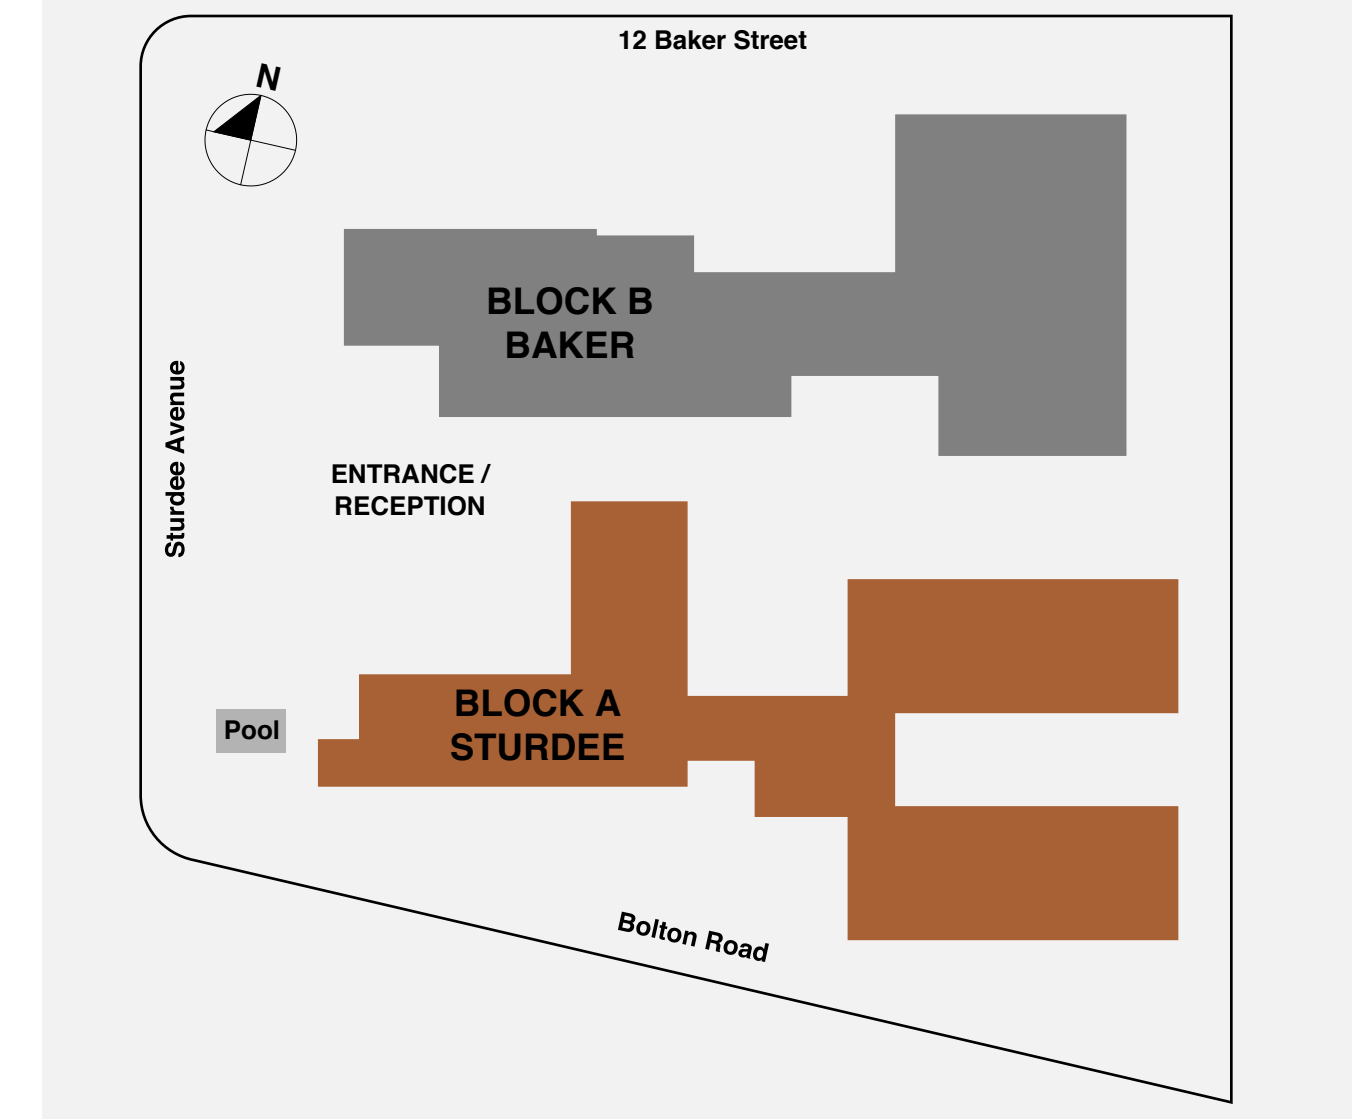 12 Baker Street
N
BLOCK B
BAKER
Sturdee Avenue
ENTRANCE /
RECEPTION
BLOCK A
STURDEE
Pool
Bolton Road